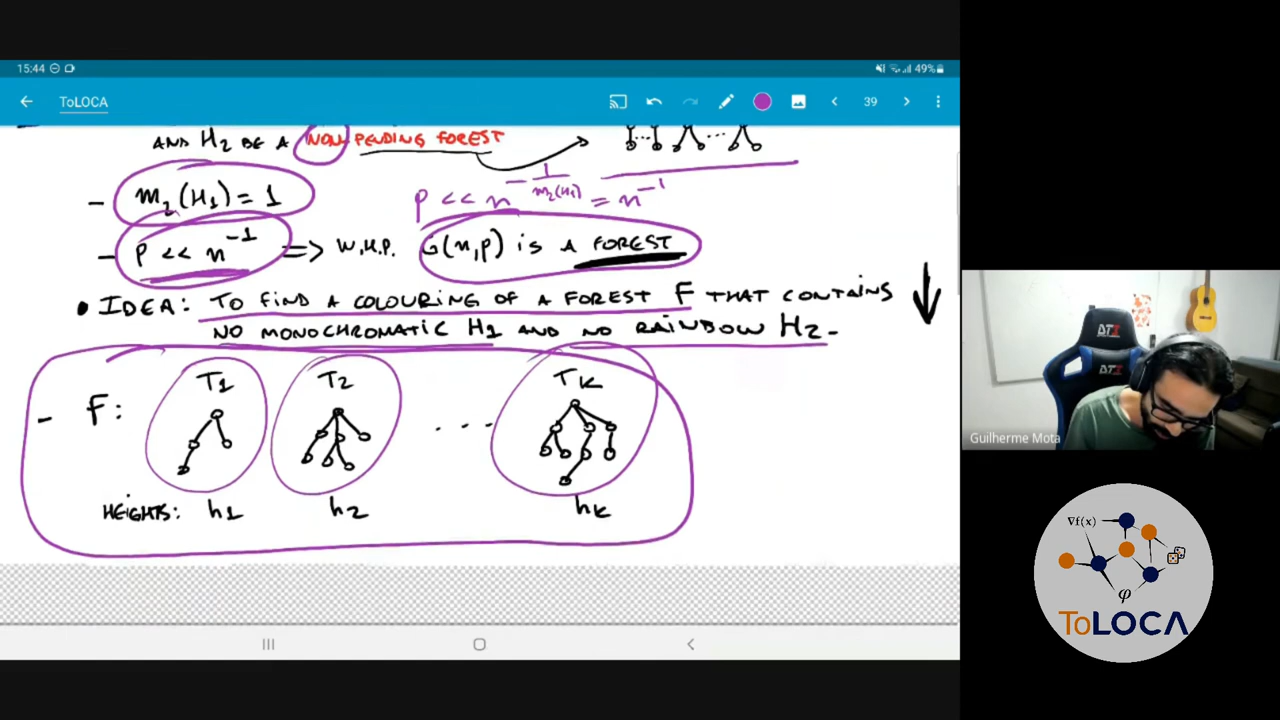 15:44
49%
ToLOCA
39
AND H2 BE A NON PENDING FOREST
- m₂(H1) = 1
p << n^{-1/m₂(H1)} = n^{-1}
- p << n^{-1} => W.H.P. G(n,p) is A FOREST
• IDEA: TO FIND A COLOURING OF A FOREST F THAT CONTAINS
NO MONOCHROMATIC H1 AND NO RAINBOW H2.
- F: T1 T2 ... TK
HEIGHTS: h1 h2 hK
DT3
Guilherme Mota
∇f(x)
φ
ToLOCA